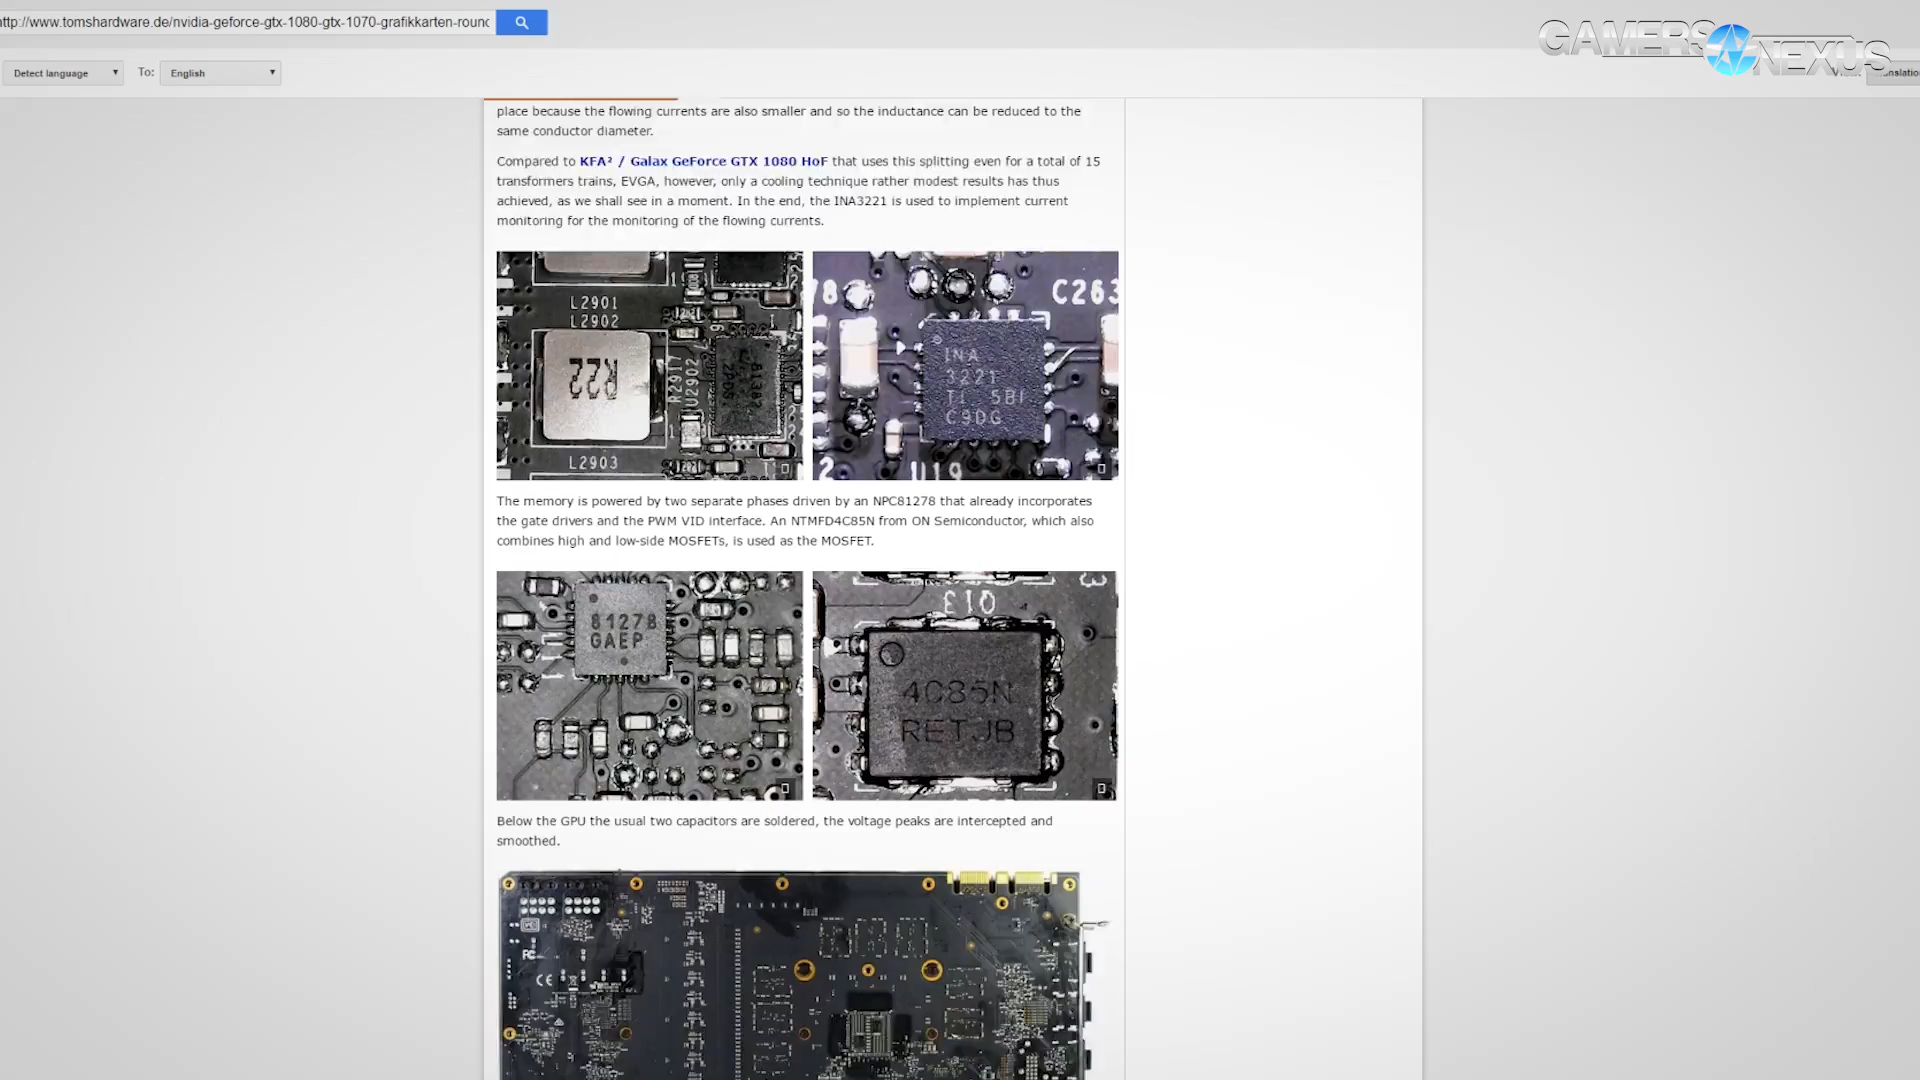 http://www.tomshardware.de/nvidia-geforce-gtx-1080-gtx-1070-grafikkarten-round
GAMERS NEXUS
Detect language
To:
English
place because the flowing currents are also smaller and so the inductance can be reduced to the
same conductor diameter.
Compared to KFA² / Galax GeForce GTX 1080 HoF that uses this splitting even for a total of 15
transformers trains, EVGA, however, only a cooling technique rather modest results has thus
achieved, as we shall see in a moment. In the end, the INA3221 is used to implement current
monitoring for the monitoring of the flowing currents.
L2901
L2902
R22
R2917
U2902
L2903
C263
INA
3221
TI 5BI
C9DG
U19
The memory is powered by two separate phases driven by an NPC81278 that already incorporates
the gate drivers and the PWM VID interface. An NTMFD4C85N from ON Semiconductor, which also
combines high and low-side MOSFETs, is used as the MOSFET.
81278
GAEP
4C85N
RETJB
Below the GPU the usual two capacitors are soldered, the voltage peaks are intercepted and
smoothed.
FC
CE